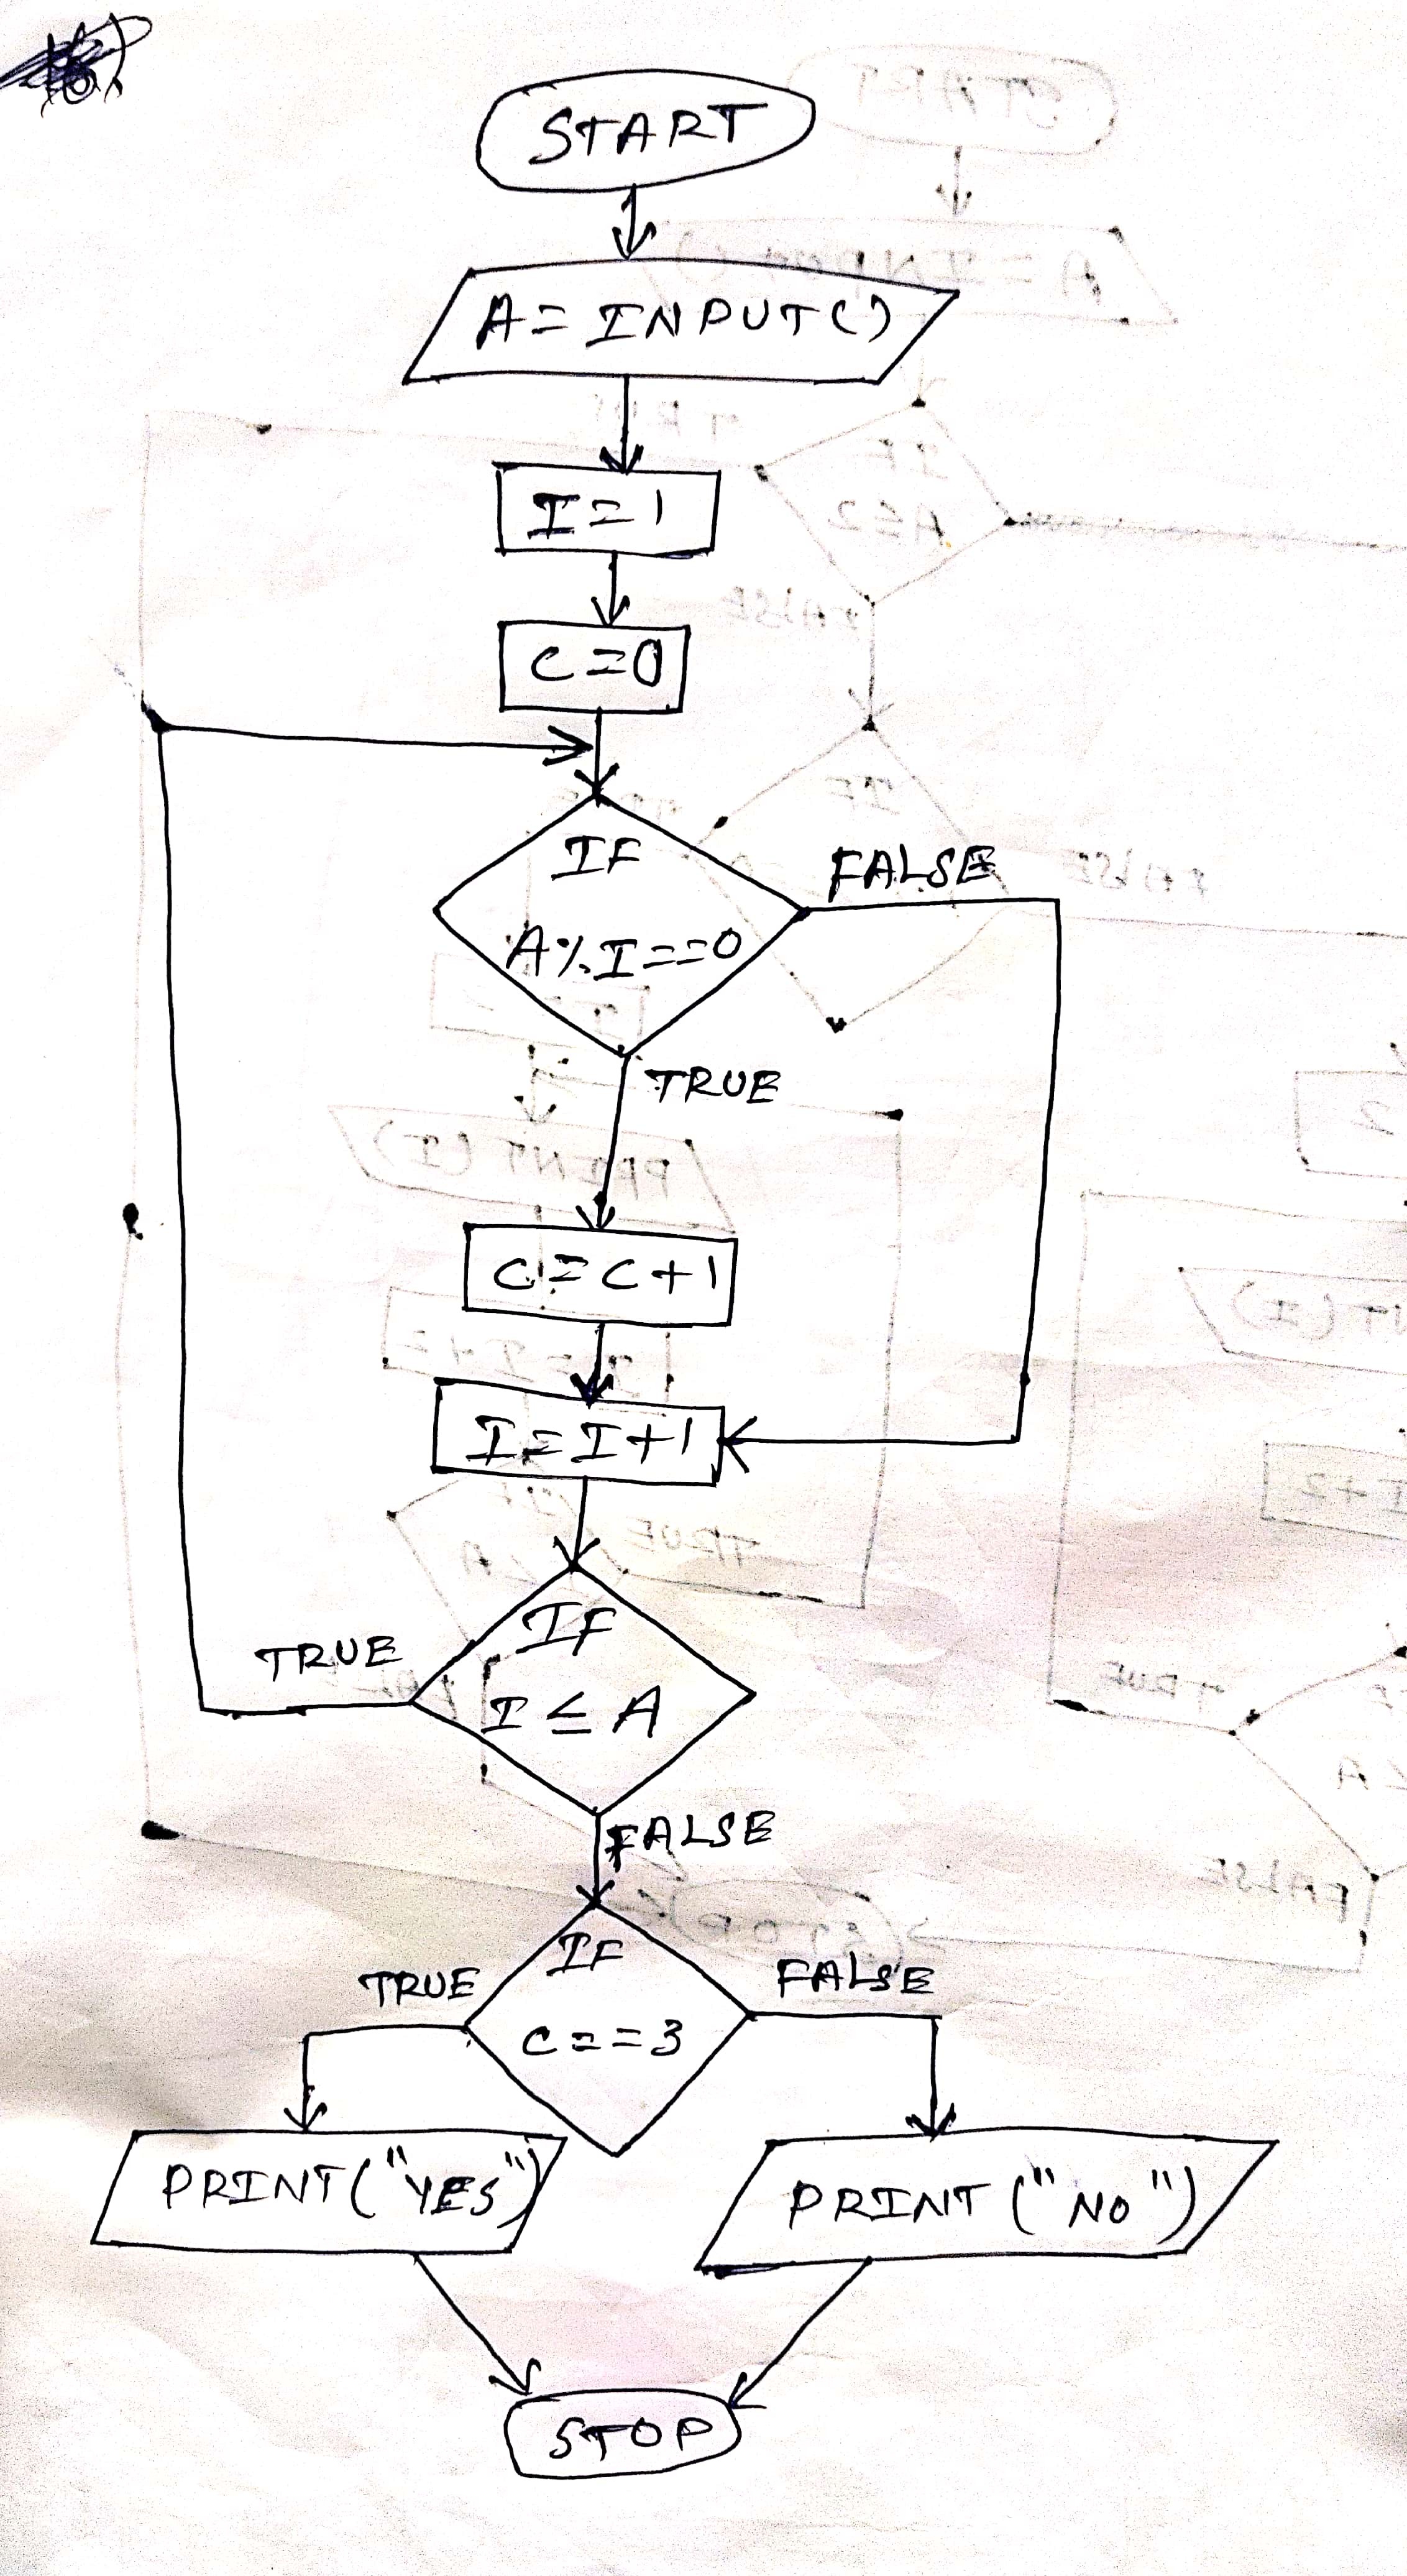 START
A = INPUT()
I = 1
C = 0
IF
FALSE
A % I == 0
TRUE
C = C + 1
I = I + 1
IF
TRUE
I ≤ A
FALSE
IF
TRUE
FALSE
C == 3
PRINT("YES")
PRINT("NO")
STOP